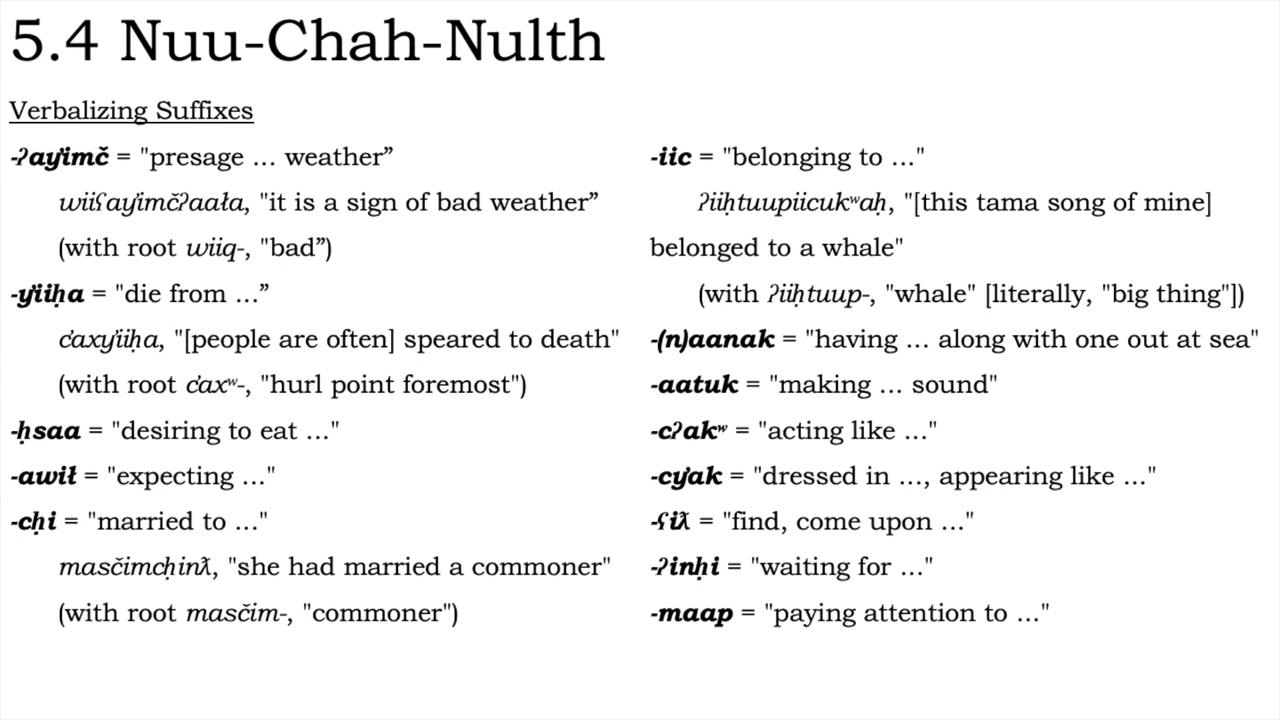 5.4 Nuu-Chah-Nulth
Verbalizing Suffixes
-ʔay̓imč = "presage … weather”
wiiʕay̓imčʔaała, "it is a sign of bad weather”
(with root wiiq-, "bad”)
-y̓iiḥa = "die from …”
c̓axy̓iiḥa, "[people are often] speared to death"
(with root c̓axʷ-, "hurl point foremost")
-ḥsaa = "desiring to eat …"
-awił = "expecting …"
-cḥi = "married to …"
masčimcḥinƛ, "she had married a commoner"
(with root masčim-, "commoner")
-iic = "belonging to …"
ʔiiḥtuupiicukʷaḥ, "[this tama song of mine]
belonged to a whale"
(with ʔiiḥtuup-, "whale" [literally, "big thing"])
-(n)aanak = "having … along with one out at sea"
-aatuk = "making … sound"
-cʔakʷ = "acting like …"
-cy̓ak = "dressed in …, appearing like …"
-ʕiƛ = "find, come upon …"
-ʔinḥi = "waiting for …"
-maap = "paying attention to …"